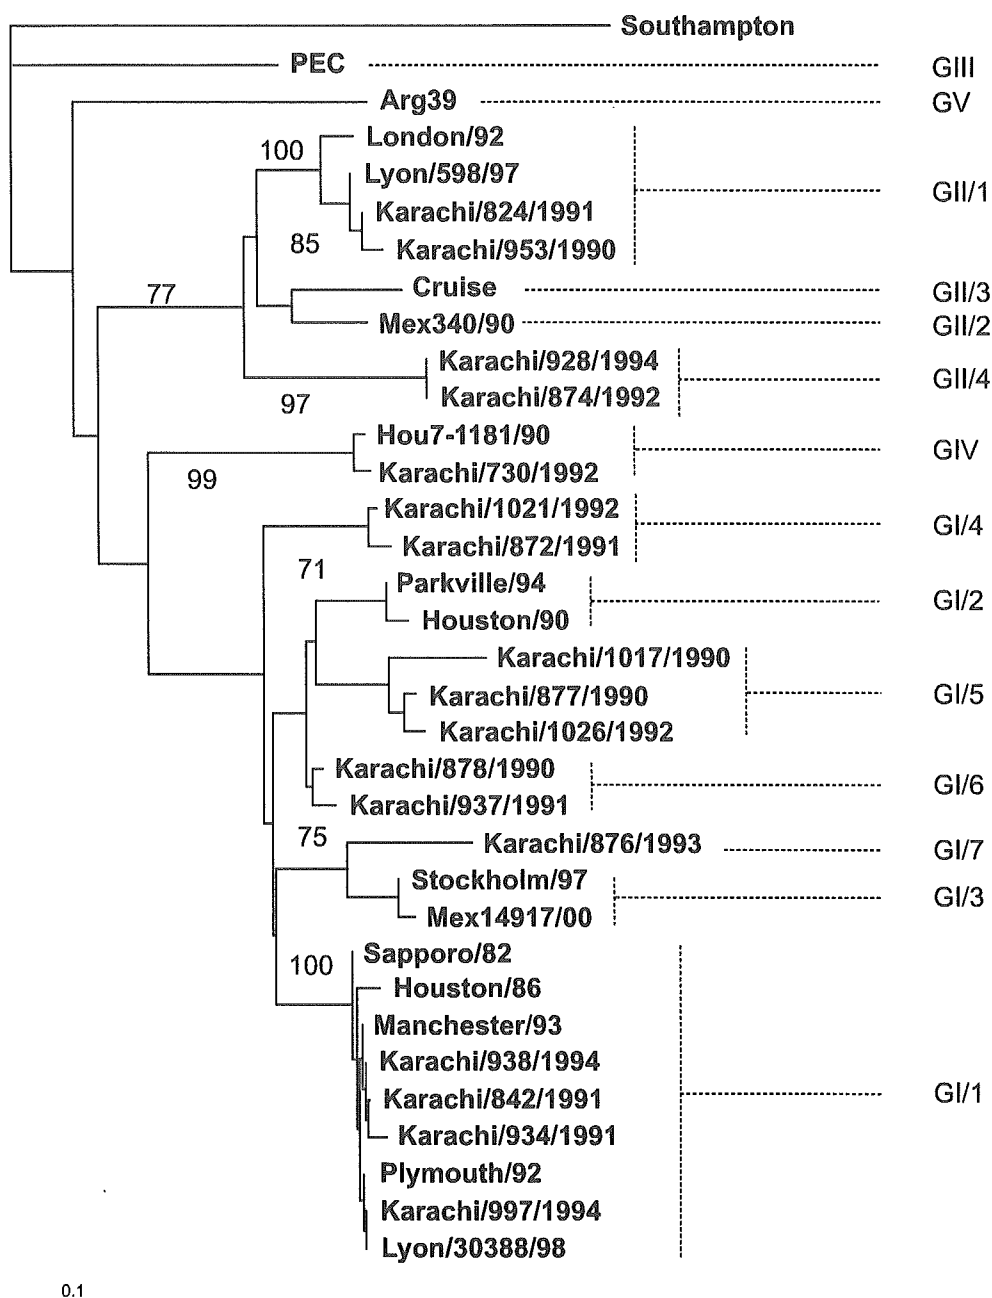 Southampton
PEC GIII
Arg39 GV
London/92
100
Lyon/598/97
GII/1
Karachi/824/1991
85
Karachi/953/1990
Cruise GII/3
77
Mex340/90 GII/2
Karachi/928/1994
GII/4
Karachi/874/1992
97
Hou7-1181/90
GIV
Karachi/730/1992
99
Karachi/1021/1992
GI/4
Karachi/872/1991
71
Parkville/94
GI/2
Houston/90
Karachi/1017/1990
Karachi/877/1990 GI/5
Karachi/1026/1992
Karachi/878/1990
GI/6
Karachi/937/1991
75
Karachi/876/1993 GI/7
Stockholm/97
GI/3
Mex14917/00
Sapporo/82
100
Houston/86
Manchester/93
Karachi/938/1994
Karachi/842/1991 GI/1
Karachi/934/1991
Plymouth/92
Karachi/997/1994
Lyon/30388/98
0.1